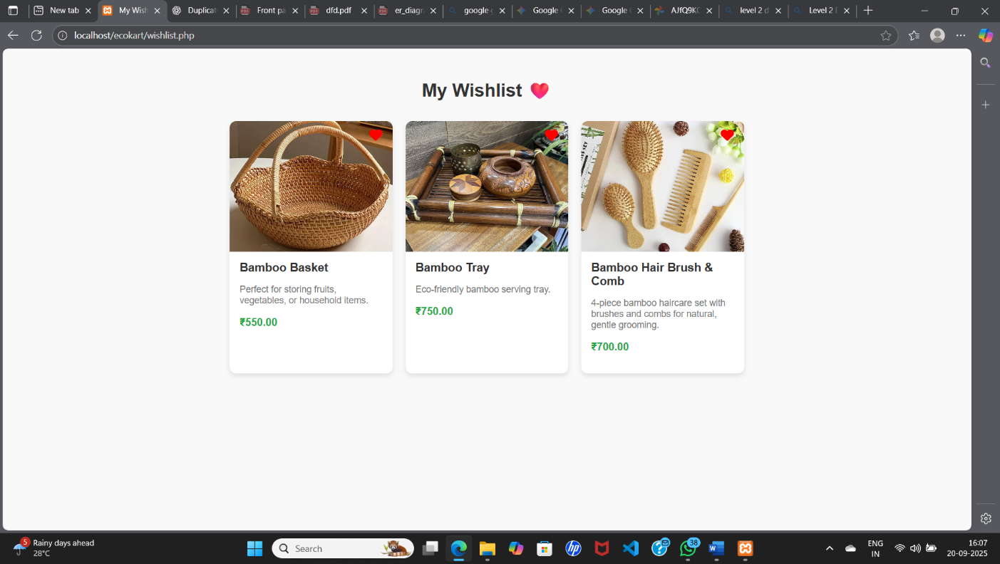 New tab
My Wish
Duplicat
Front pa
dfd.pdf
er_diagr
google g
Google
Google
AJfQ9KC
level 2 d
Level 2
localhost/ecokart/wishlist.php
My Wishlist
Bamboo Basket
Perfect for storing fruits,
vegetables, or household items.
₹550.00
Bamboo Tray
Eco-friendly bamboo serving tray.
₹750.00
Bamboo Hair Brush &
Comb
4-piece bamboo haircare set with
brushes and combs for natural,
gentle grooming.
₹700.00
5
Rainy days ahead
28°C
Search
38
ENG
IN
16:07
20-09-2025